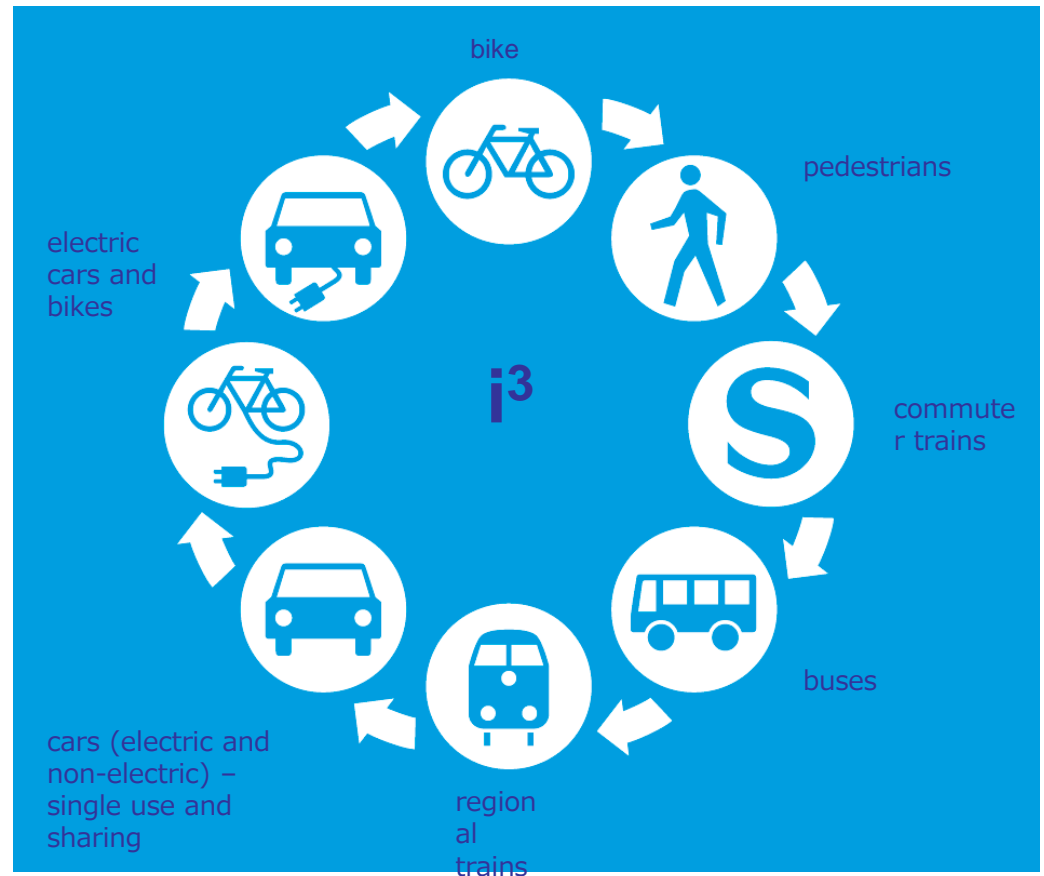 bike
pedestrians
commute
r trains
buses
region
al
trains
cars (electric and
non-electric) –
single use and
sharing
electric
cars and
bikes
i³
S